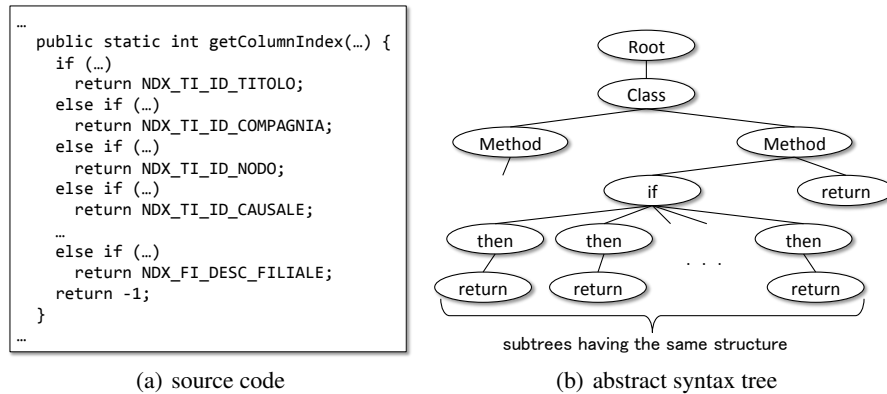 …
public static int getColumnIndex(…) {
if (…)
return NDX_TI_ID_TITOLO;
else if (…)
return NDX_TI_ID_COMPAGNIA;
else if (…)
return NDX_TI_ID_NODO;
else if (…)
return NDX_TI_ID_CAUSALE;
…
else if (…)
return NDX_FI_DESC_FILIALE;
return -1;
}
…
(a) source code
Root
Class
Method Method
if return
then then . . . then
return return return
subtrees having the same structure
(b) abstract syntax tree